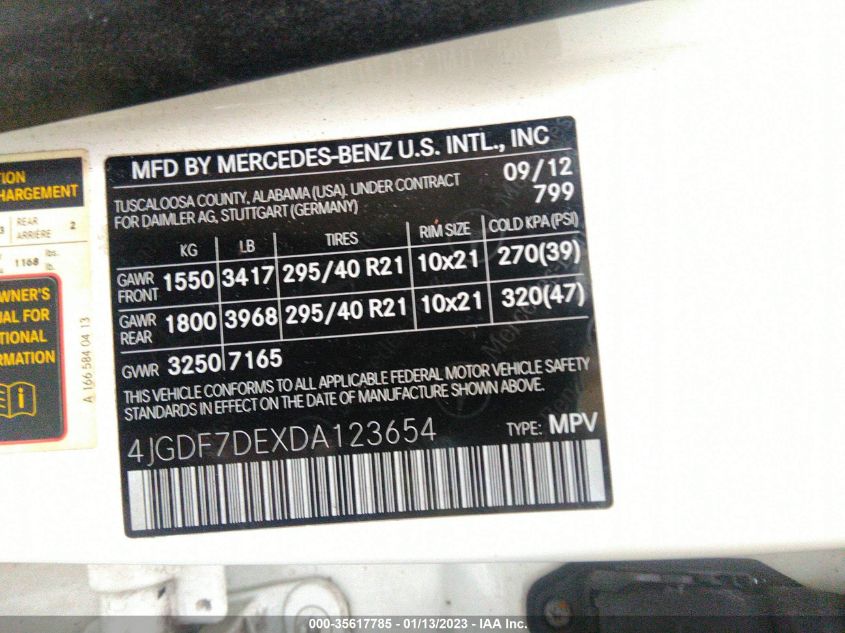 TION
HARGEMENT
3 REAR ARRIÈRE 2
1168 lbs. lb.
WNER'S
AL FOR
TIONAL
RMATION
A 166 584 04 13
MFD BY MERCEDES-BENZ U.S. INTL., INC
TUSCALOOSA COUNTY, ALABAMA (USA). UNDER CONTRACT 09/12
FOR DAIMLER AG, STUTTGART (GERMANY) 799
KG LB TIRES RIM SIZE COLD KPA(PSI)
GAWR FRONT 1550 3417 295/40 R21 10x21 270(39)
GAWR REAR 1800 3968 295/40 R21 10x21 320(47)
GVWR 3250 7165
THIS VEHICLE CONFORMS TO ALL APPLICABLE FEDERAL MOTOR VEHICLE SAFETY
STANDARDS IN EFFECT ON THE DATE OF MANUFACTURE SHOWN ABOVE.
4JGDF7DEXDA123654 TYPE: MPV
000-35617785 - 01/13/2023 - IAA Inc.